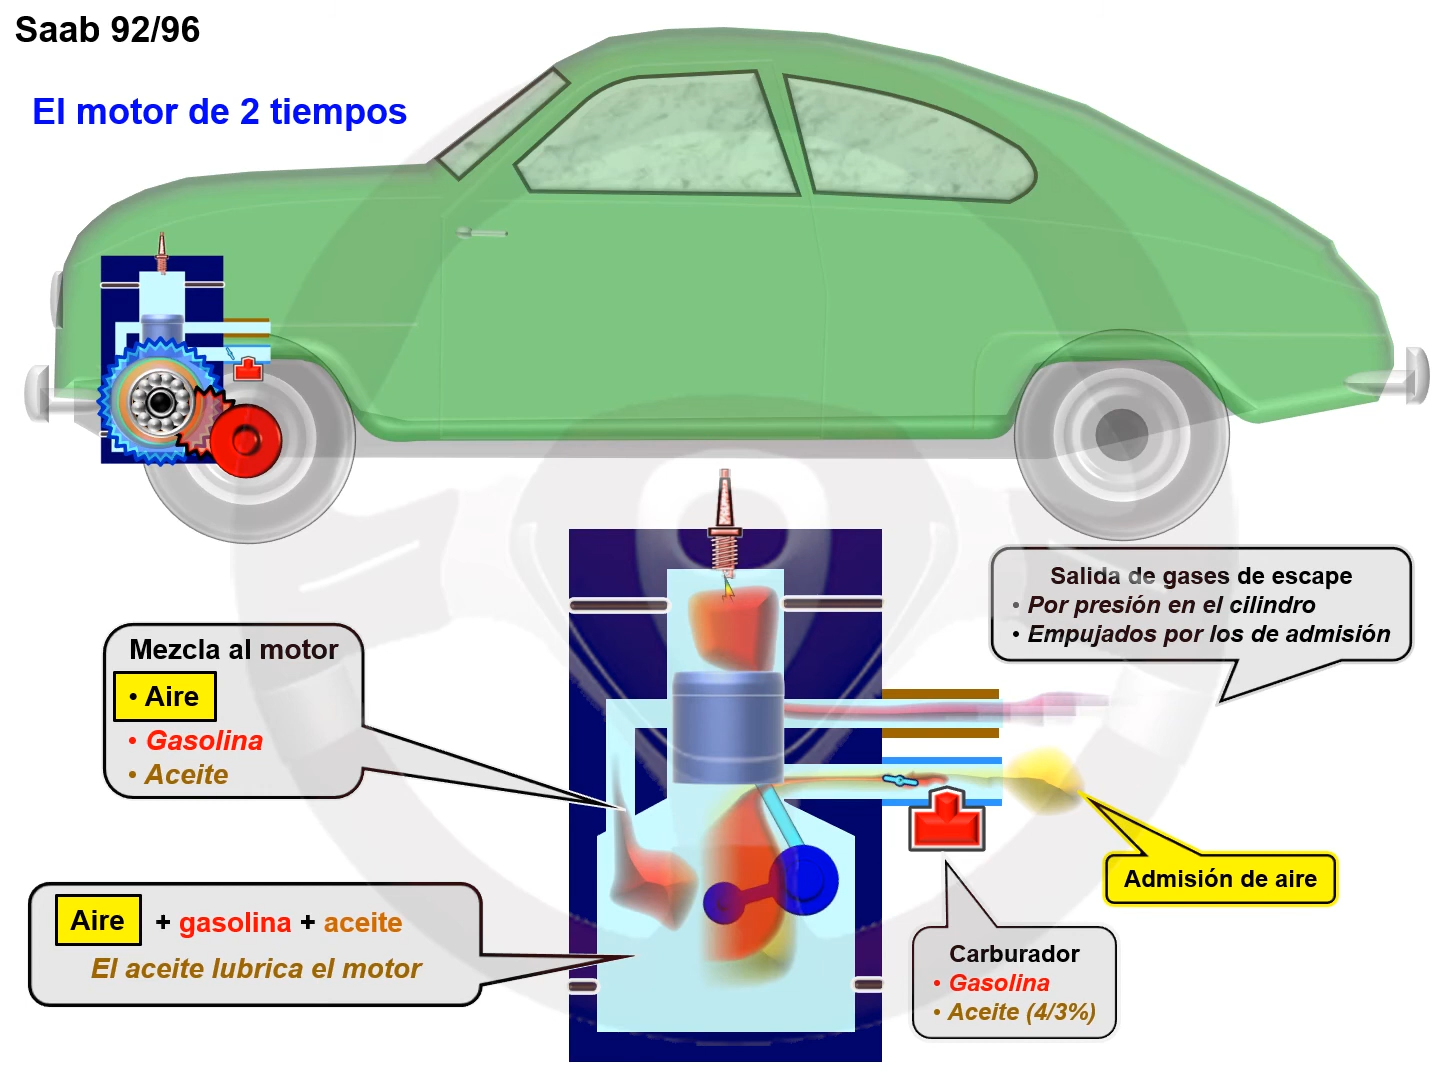 Saab 92/96
El motor de 2 tiempos
Salida de gases de escape
• Por presión en el cilindro
• Empujados por los de admisión
Mezcla al motor
• Aire
• Gasolina
• Aceite
Admisión de aire
Aire + gasolina + aceite
El aceite lubrica el motor
Carburador
• Gasolina
• Aceite (4/3%)